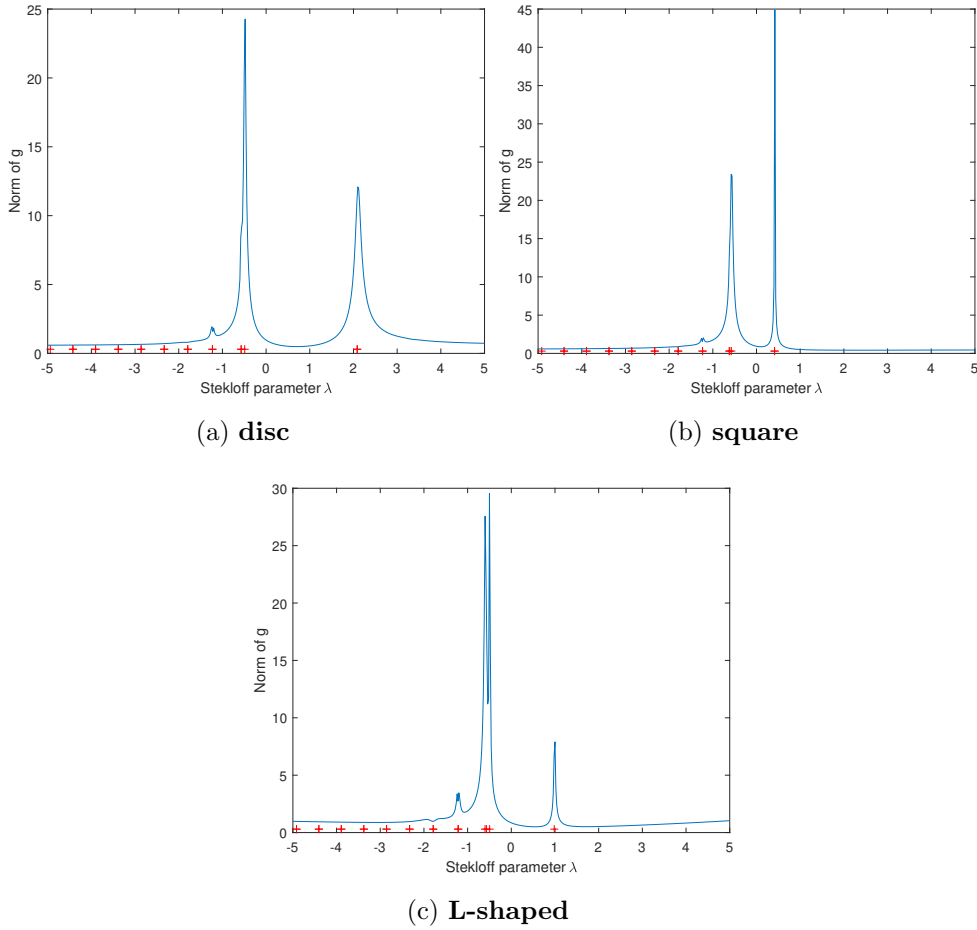 25
20
15
10
5
0
Norm of g
-5 -4 -3 -2 -1 0 1 2 3 4 5
Stekloff parameter λ
(a) disc
45
40
35
30
25
20
15
10
5
0
Norm of g
-5 -4 -3 -2 -1 0 1 2 3 4 5
Stekloff parameter λ
(b) square
30
25
20
15
10
5
0
Norm of g
-5 -4 -3 -2 -1 0 1 2 3 4 5
Stekloff parameter λ
(c) L-shaped